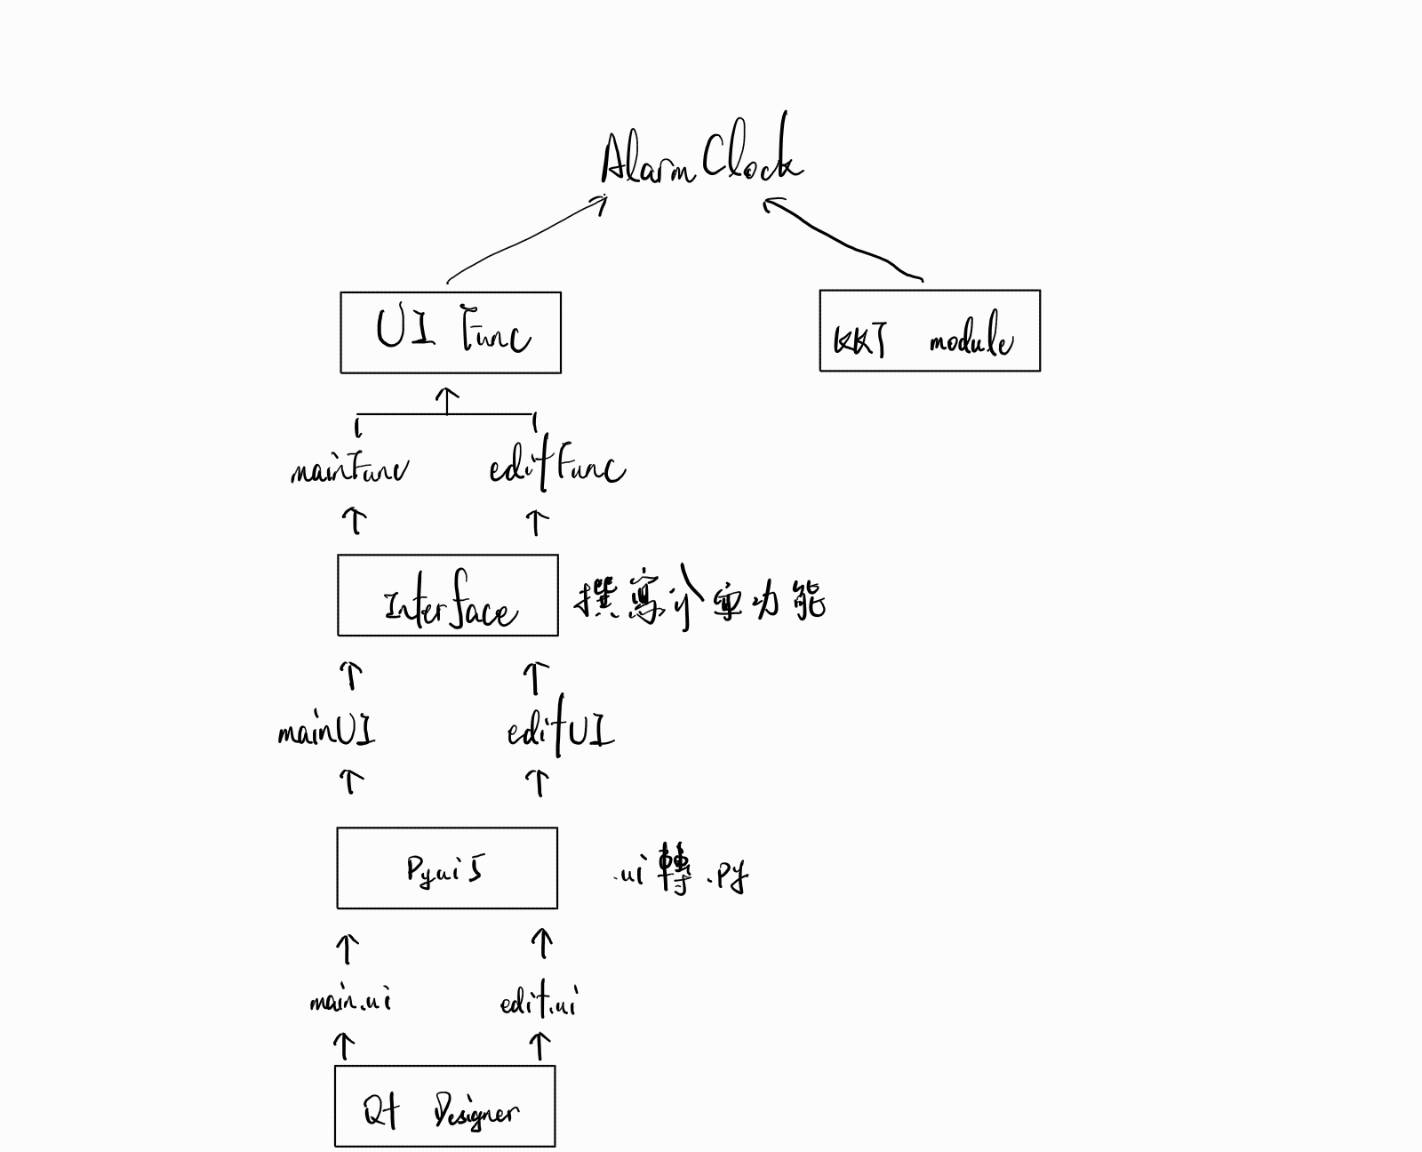 AlarmClock
UI Func
KKT module
mainFunc editFunc
Interface 撰寫介面功能
mainUI editUI
Pyui5 .ui轉.py
main.ui edit.ui
Qt Designer